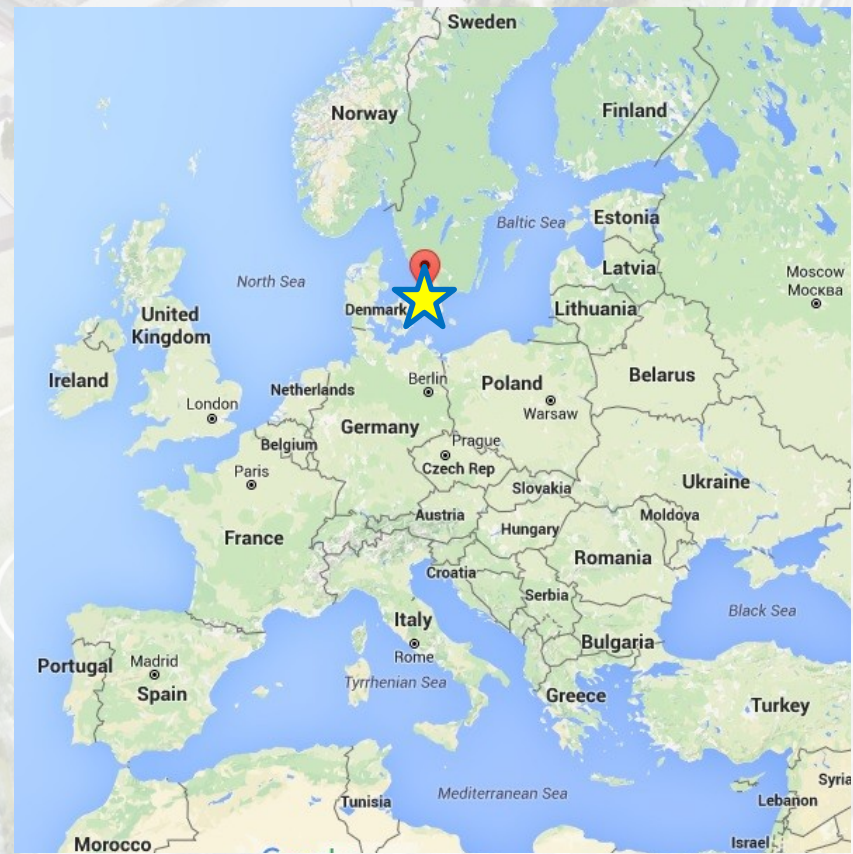 Sweden
Norway
Finland
Baltic Sea
Estonia
Latvia
Moscow
Москва
North Sea
Denmark
Lithuania
United
Kingdom
Ireland
London
Netherlands
Berlin
Poland
Belarus
Warsaw
Germany
Belgium
Prague
Czech Rep
Paris
Slovakia
Ukraine
Austria
Moldova
France
Hungary
Romania
Croatia
Serbia
Black Sea
Italy
Rome
Bulgaria
Portugal
Madrid
Spain
Tyrrhenian Sea
Greece
Turkey
Mediterranean Sea
Tunisia
Syria
Lebanon
Israel
Morocco